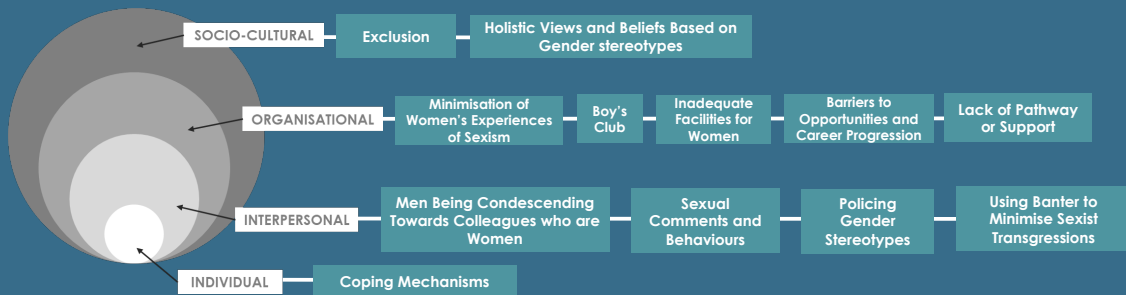 SOCIO-CULTURAL
Exclusion
Holistic Views and Beliefs Based on
Gender stereotypes
ORGANISATIONAL
Minimisation of
Women's Experiences
of Sexism
Boy's
Club
Inadequate
Facilities for
Women
Barriers to
Opportunities and
Career Progression
Lack of Pathway
or Support
INTERPERSONAL
Men Being Condescending
Towards Colleagues who are
Women
Sexual
Comments and
Behaviours
Policing
Gender
Stereotypes
Using Banter to
Minimise Sexist
Transgressions
INDIVIDUAL
Coping Mechanisms